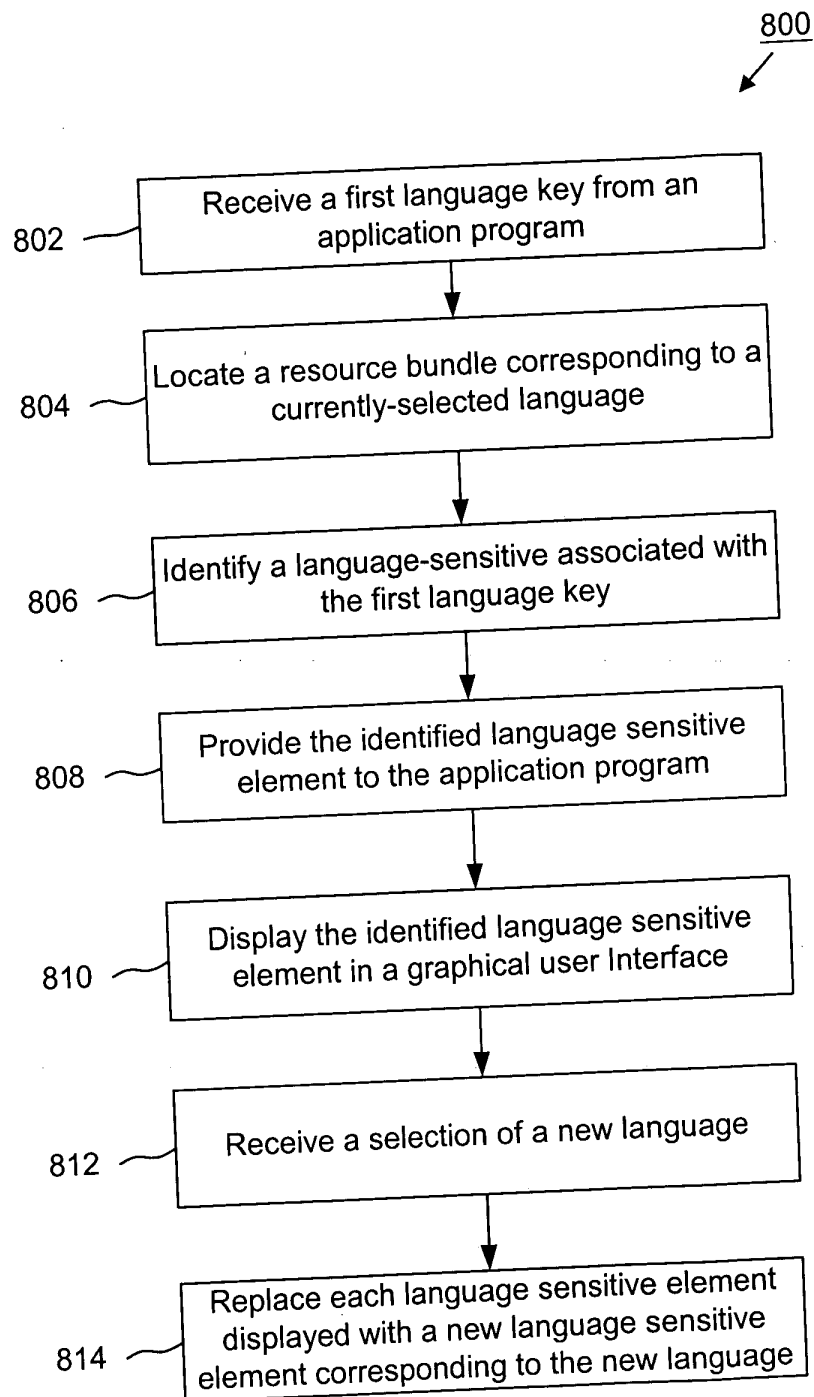 800
802
Receive a first language key from an
application program
804
Locate a resource bundle corresponding to a
currently-selected language
806
Identify a language-sensitive associated with
the first language key
808
Provide the identified language sensitive
element to the application program
810
Display the identified language sensitive
element in a graphical user Interface
812
Receive a selection of a new language
814
Replace each language sensitive element
displayed with a new language sensitive
element corresponding to the new language